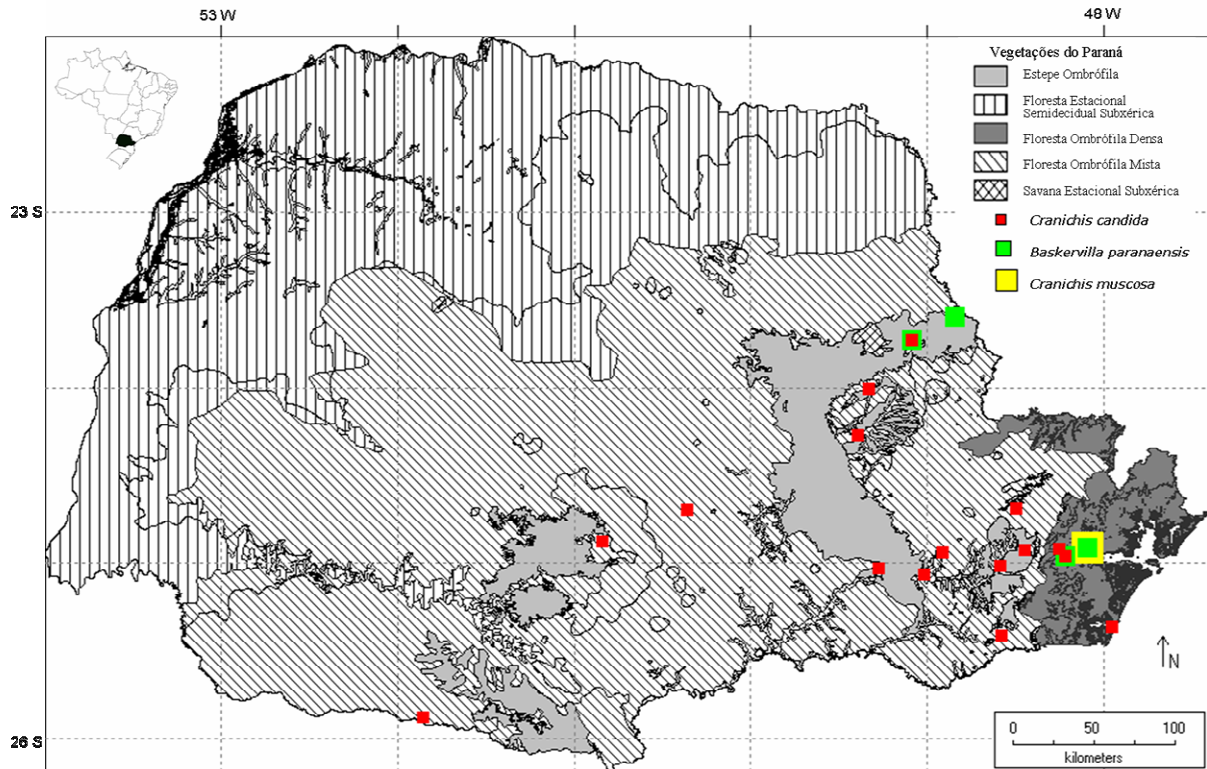 53 W
48 W
Vegetações do Paraná
Estepe Ombrófila
Floresta Estacional
Semidecidual Subxérica
Floresta Ombrófila Densa
Floresta Ombrófila Mista
Savana Estacional Subxérica
Cranichis candida
Baskervilla paranaensis
Cranichis muscosa
23 S
N
26 S
0 50 100
kilometers